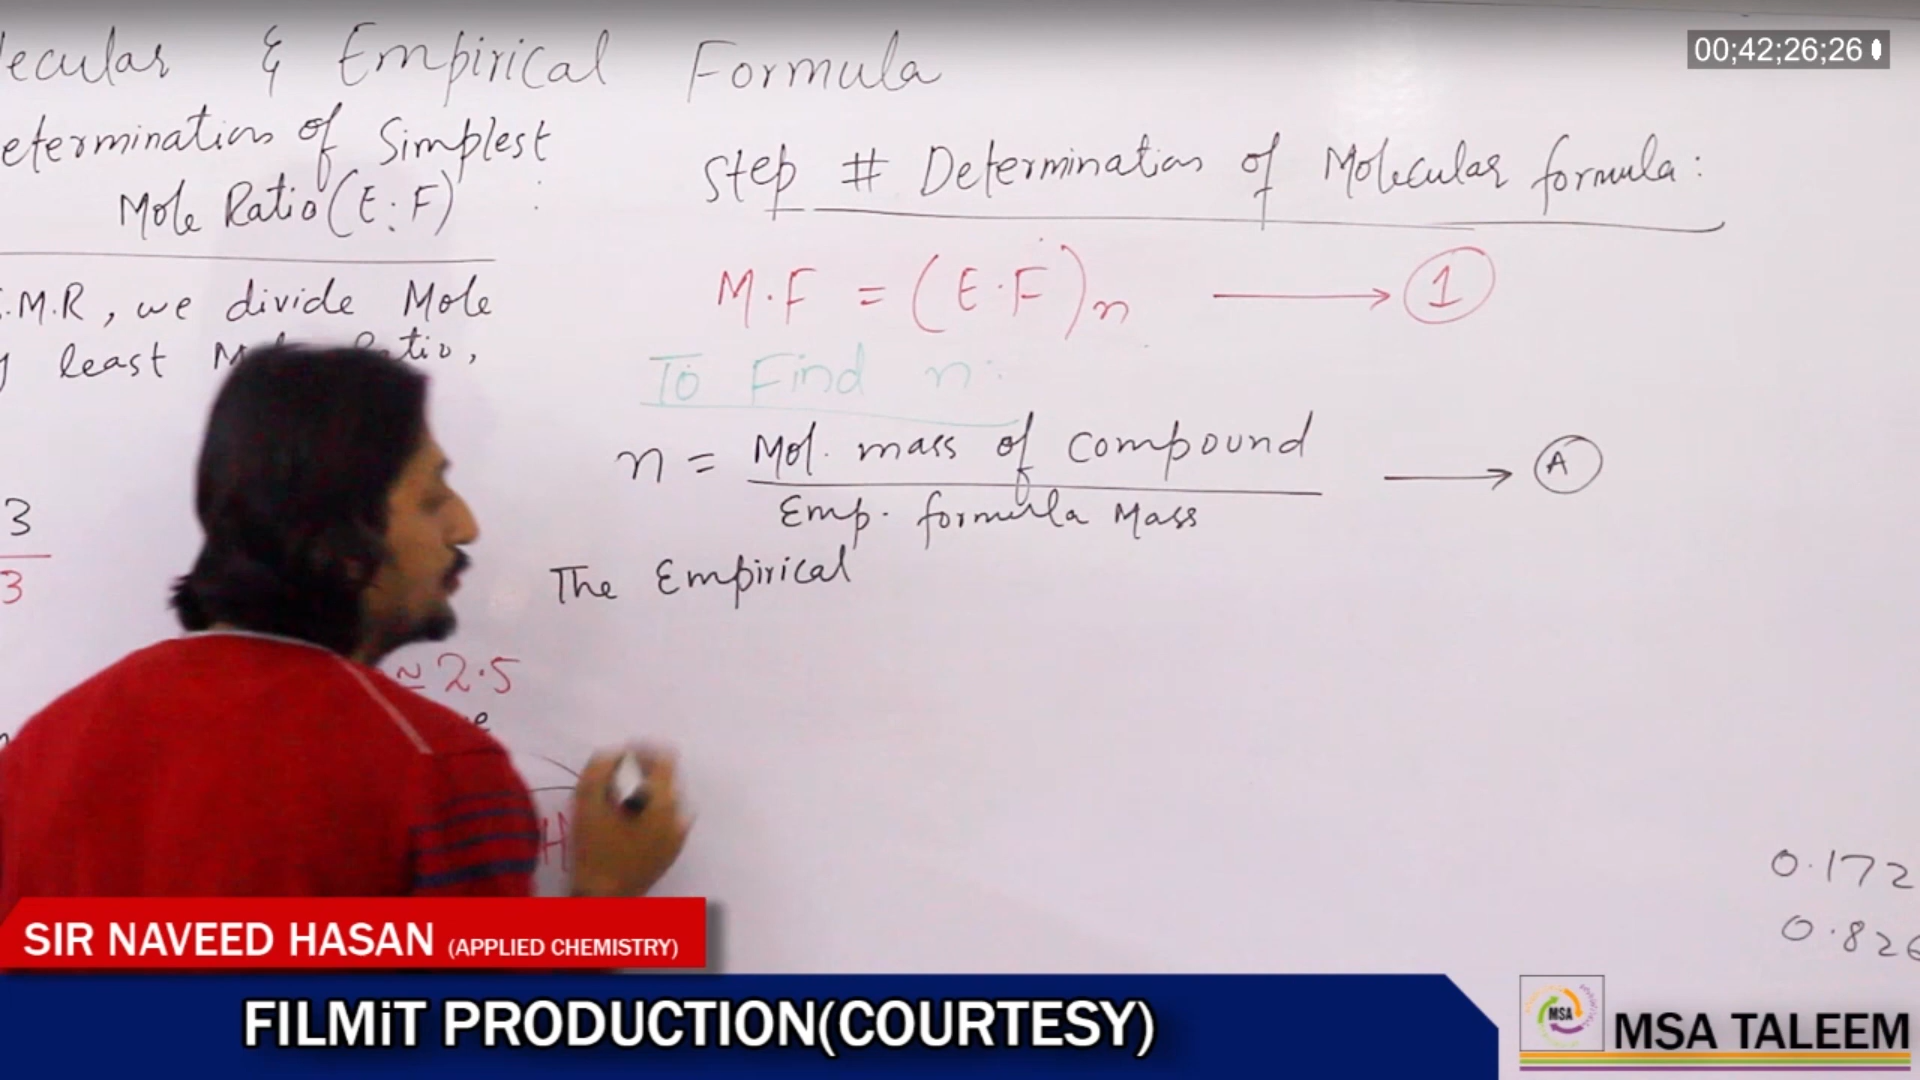 00;42;26;26
ecular & Empirical Formula
etermination of Simplest
Mole Ratio (E.F) :
.M.R, we divide Mole
least
3
3
≈ 2.5
H
Step # Determination of Molecular formula:
M.F = (E.F)n → 1
To Find n:
n = Mol. mass of compound → A
Emp. formula Mass
The Empirical
0.172
0.826
SIR NAVEED HASAN (APPLIED CHEMISTRY)
FILMiT PRODUCTION(COURTESY)
MSA
MSA TALEEM